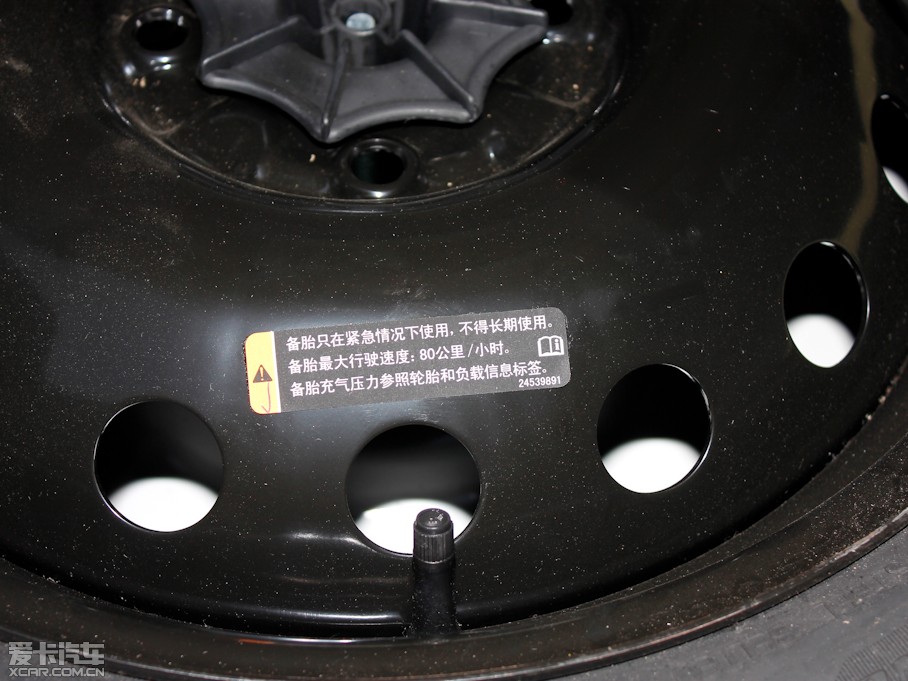 备胎只在紧急情况下使用，不得长期使用。
备胎最大行驶速度：80公里/小时。
备胎充气压力参照轮胎和负载信息标签。
24539891
爱卡汽车
XCAR.COM.CN